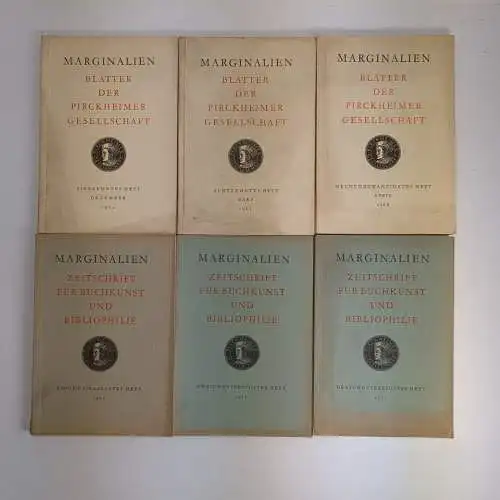 MARGINALIEN
BLÄTTER
DER
PIRCKHEIMER
GESELLSCHAFT
DEZEMBER
MARGINALIEN
BLÄTTER
DER
PIRCKHEIMER
GESELLSCHAFT
MARGINALIEN
BLÄTTER
DER
PIRCKHEIMER
GESELLSCHAFT
MARGINALIEN
ZEITSCHRIFT
FÜR BUCHKUNST
UND
BIBLIOPHILIE
MARGINALIEN
ZEITSCHRIFT
FÜR BUCHKUNST
UND
BIBLIOPHILIE
MARGINALIEN
ZEITSCHRIFT
FÜR BUCHKUNST
UND
BIBLIOPHILIE